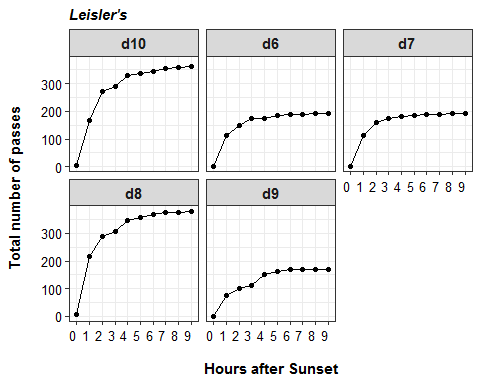 Leisler's
d10 d6 d7
300
200
100
0
0 1 2 3 4 5 6 7 8 9
d8 d9
300
200
100
0
0 1 2 3 4 5 6 7 8 9 0 1 2 3 4 5 6 7 8 9
Total number of passes
Hours after Sunset